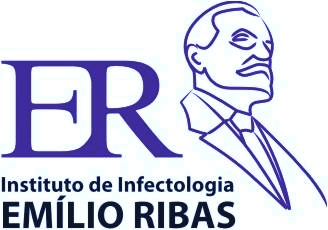 ER
Instituto de Infectologia
EMÍLIO RIBAS